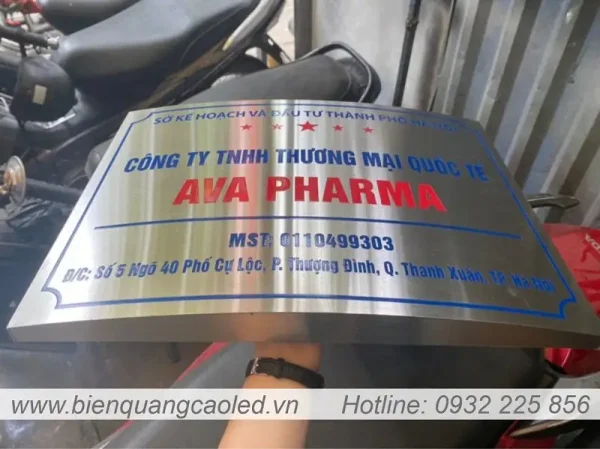 SỞ KẾ HOẠCH VÀ ĐẦU TƯ THÀNH PHỐ HÀ NỘI
CÔNG TY TNHH THƯƠNG MẠI QUỐC TẾ
AVA PHARMA
MST: 0110499303
Đ/C: Số 5 Ngõ 40 Phố Cự Lộc, P. Thượng Đình, Q. Thanh Xuân, TP. Hà Nội
www.bienquangcaoled.vn Hotline: 0932 225 856